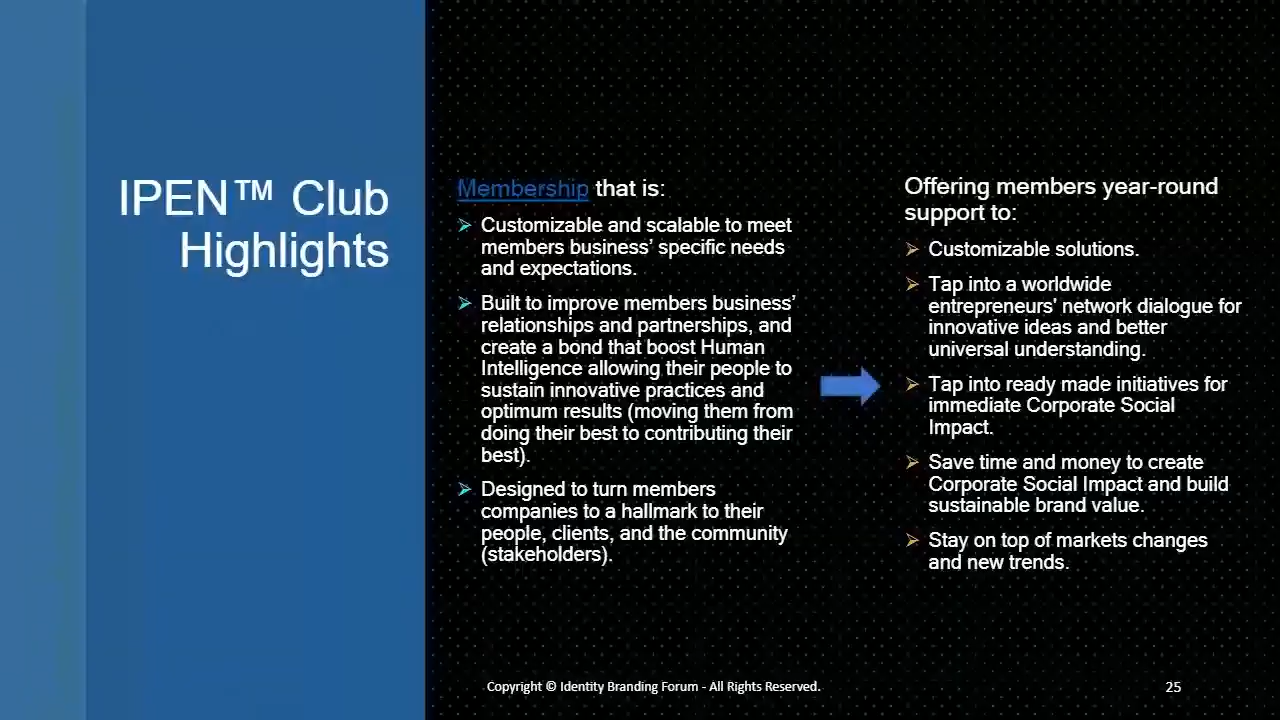 IPEN™ Club
Highlights
Membership that is:
➢ Customizable and scalable to meet
members business’ specific needs
and expectations.
➢ Built to improve members business’
relationships and partnerships, and
create a bond that boost Human
Intelligence allowing their people to
sustain innovative practices and
optimum results (moving them from
doing their best to contributing their
best).
➢ Designed to turn members
companies to a hallmark to their
people, clients, and the community
(stakeholders).
Offering members year-round
support to:
➢ Customizable solutions.
➢ Tap into a worldwide
entrepreneurs' network dialogue for
innovative ideas and better
universal understanding.
➢ Tap into ready made initiatives for
immediate Corporate Social
Impact.
➢ Save time and money to create
Corporate Social Impact and build
sustainable brand value.
➢ Stay on top of markets changes
and new trends.
Copyright © Identity Branding Forum - All Rights Reserved.
25